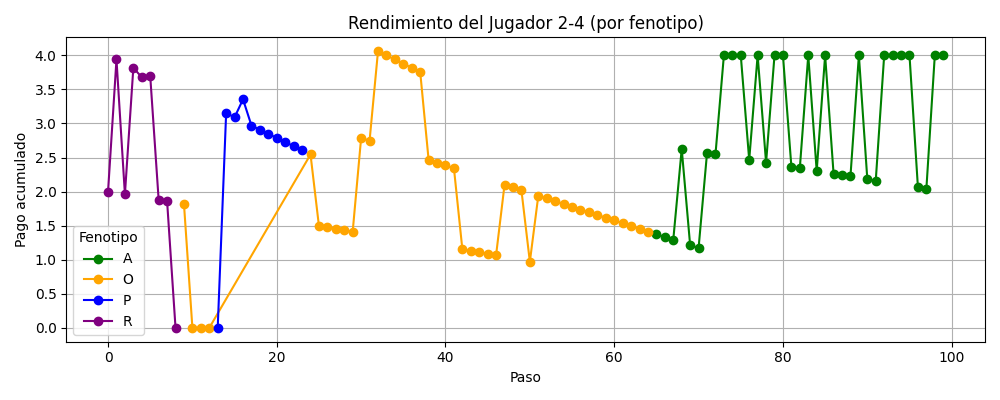 Rendimiento del Jugador 2-4 (por fenotipo)
Pago acumulado
4.0
3.5
3.0
2.5
2.0
1.5
1.0
0.5
0.0
Fenotipo
A
O
P
R
0 20 40 60 80 100
Paso